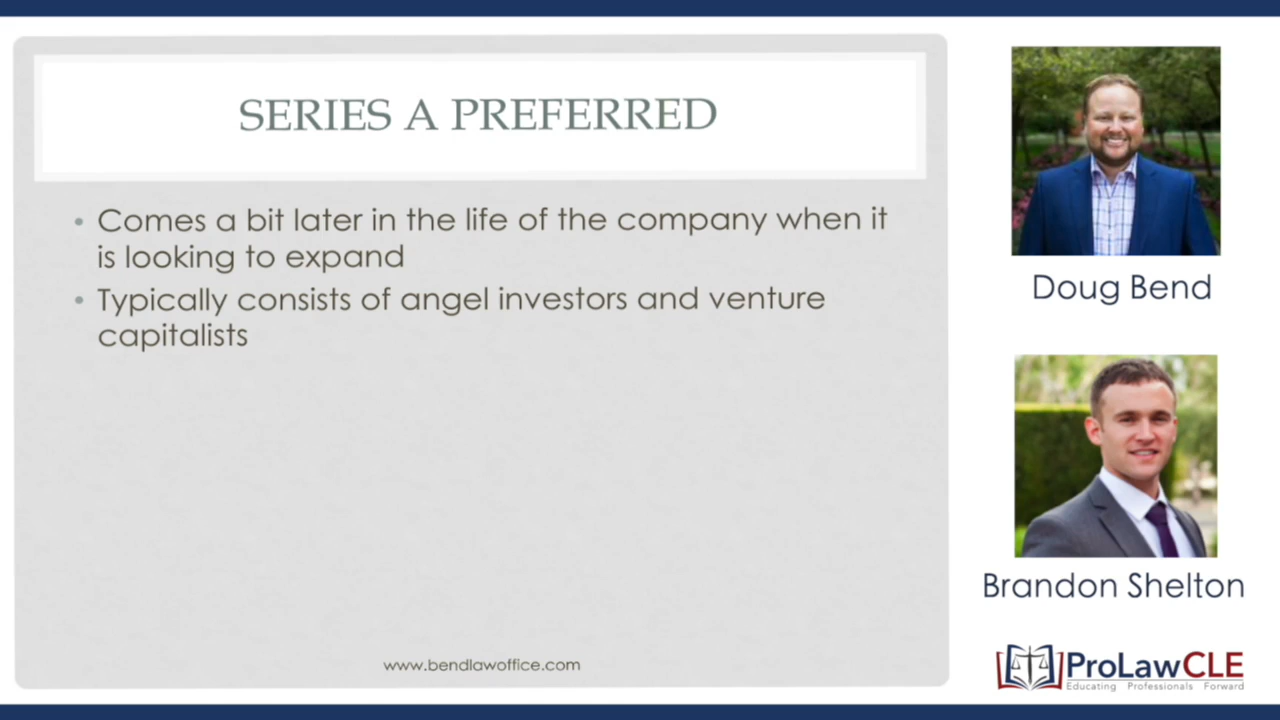 SERIES A PREFERRED
• Comes a bit later in the life of the company when it
is looking to expand
• Typically consists of angel investors and venture
capitalists
www.bendlawoffice.com
Doug Bend
Brandon Shelton
ProLawCLE
Educating Professionals Forward